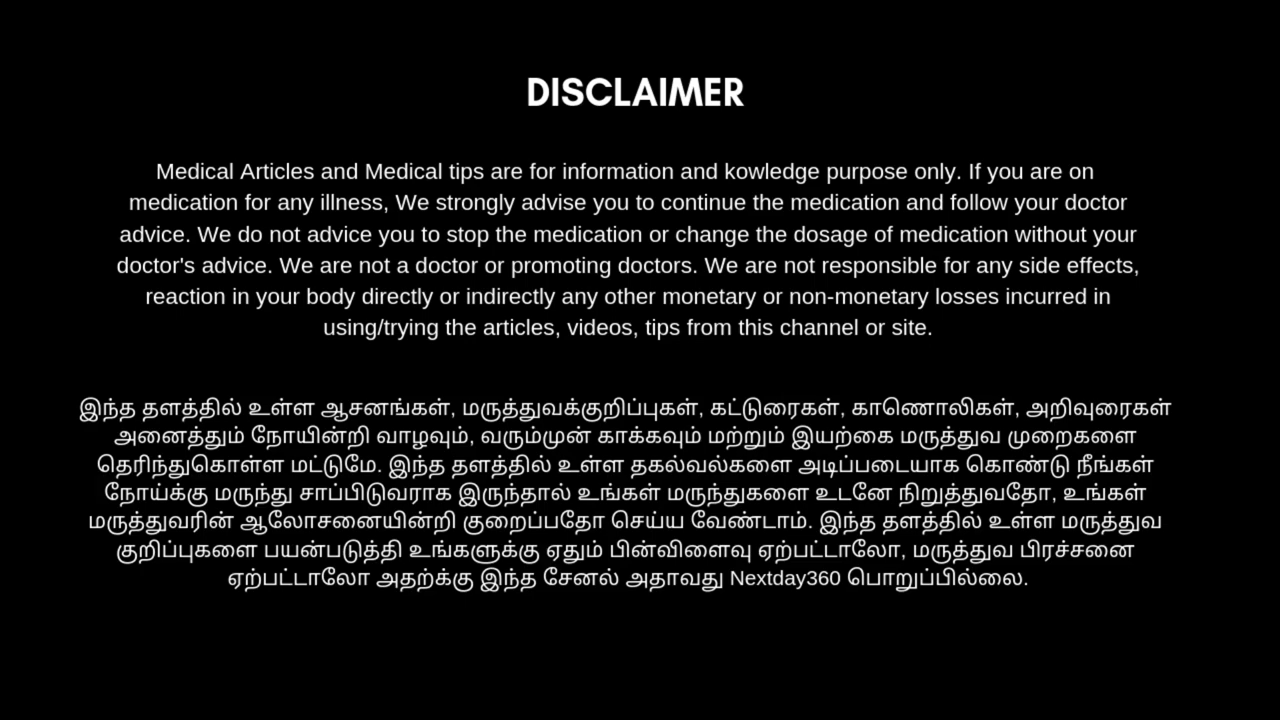 DISCLAIMER
Medical Articles and Medical tips are for information and kowledge purpose only. If you are on
medication for any illness, We strongly advise you to continue the medication and follow your doctor
advice. We do not advice you to stop the medication or change the dosage of medication without your
doctor's advice. We are not a doctor or promoting doctors. We are not responsible for any side effects,
reaction in your body directly or indirectly any other monetary or non-monetary losses incurred in
using/trying the articles, videos, tips from this channel or site.
இந்த தளத்தில் உள்ள ஆசனங்கள், மருத்துவக்குறிப்புகள், கட்டுரைகள், காணொலிகள், அறிவுரைகள்
அனைத்தும் நோயின்றி வாழவும், வரும்முன் காக்கவும் மற்றும் இயற்கை மருத்துவ முறைகளை
தெரிந்துகொள்ள மட்டுமே. இந்த தளத்தில் உள்ள தகல்வல்களை அடிப்படையாக கொண்டு நீங்கள்
நோய்க்கு மருந்து சாப்பிடுவராக இருந்தால் உங்கள் மருந்துகளை உடனே நிறுத்துவதோ, உங்கள்
மருத்துவரின் ஆலோசனையின்றி குறைப்பதோ செய்ய வேண்டாம். இந்த தளத்தில் உள்ள மருத்துவ
குறிப்புகளை பயன்படுத்தி உங்களுக்கு ஏதும் பின்விளைவு ஏற்பட்டாலோ, மருத்துவ பிரச்சனை
ஏற்பட்டாலோ அதற்க்கு இந்த சேனல் அதாவது Nextday360 பொறுப்பில்லை.